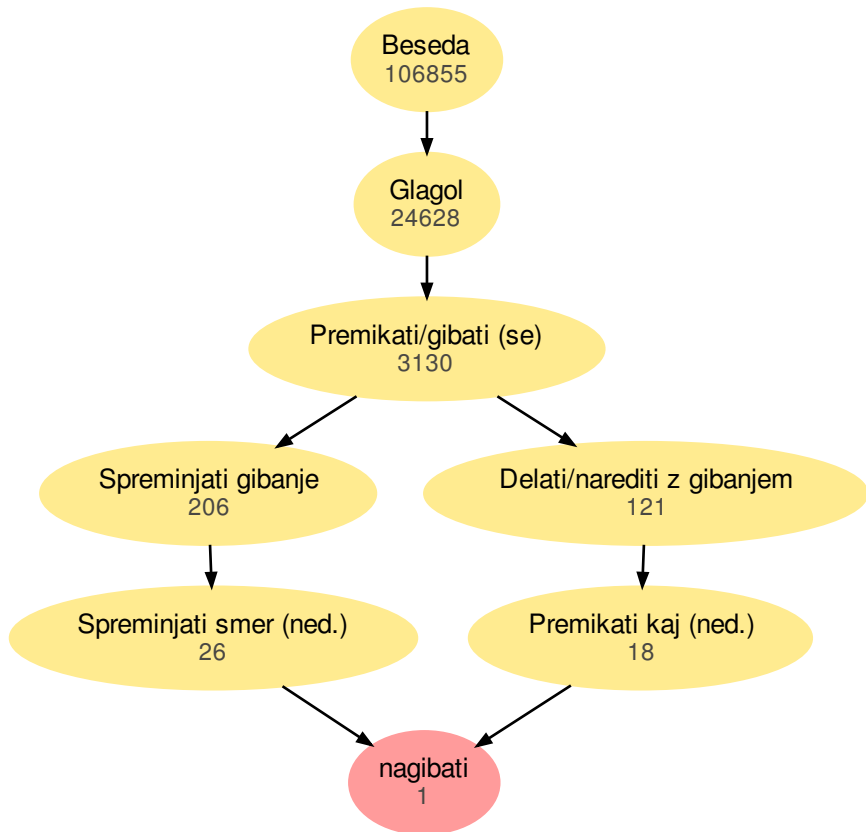 Beseda
106855
Glagol
24628
Premikati/gibati (se)
3130
Spreminjati gibanje
206
Delati/narediti z gibanjem
121
Spreminjati smer (ned.)
26
Premikati kaj (ned.)
18
nagibati
1